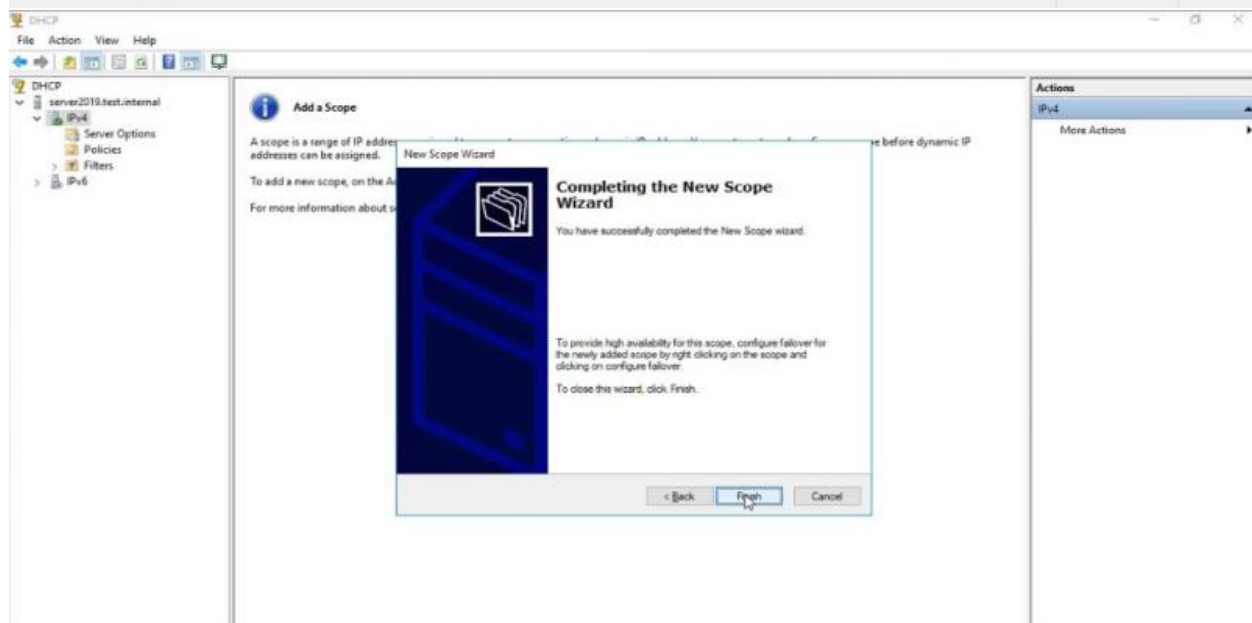 DHCP
File Action View Help
DHCP
server2019.test.internal
IPv4
Server Options
Policies
Filters
IPv6
Add a Scope
A scope is a range of IP addre
e before dynamic IP
addresses can be assigned.
To add a new scope, on the A
For more information about s
New Scope Wizard
Completing the New Scope
Wizard
You have successfully completed the New Scope wizard.
To provide high availability for this scope, configure failover for
the newly added scope by right clicking on the scope and
clicking on configure failover.
To close this wizard, click Finish.
< Back Finish Cancel
Actions
IPv4
More Actions